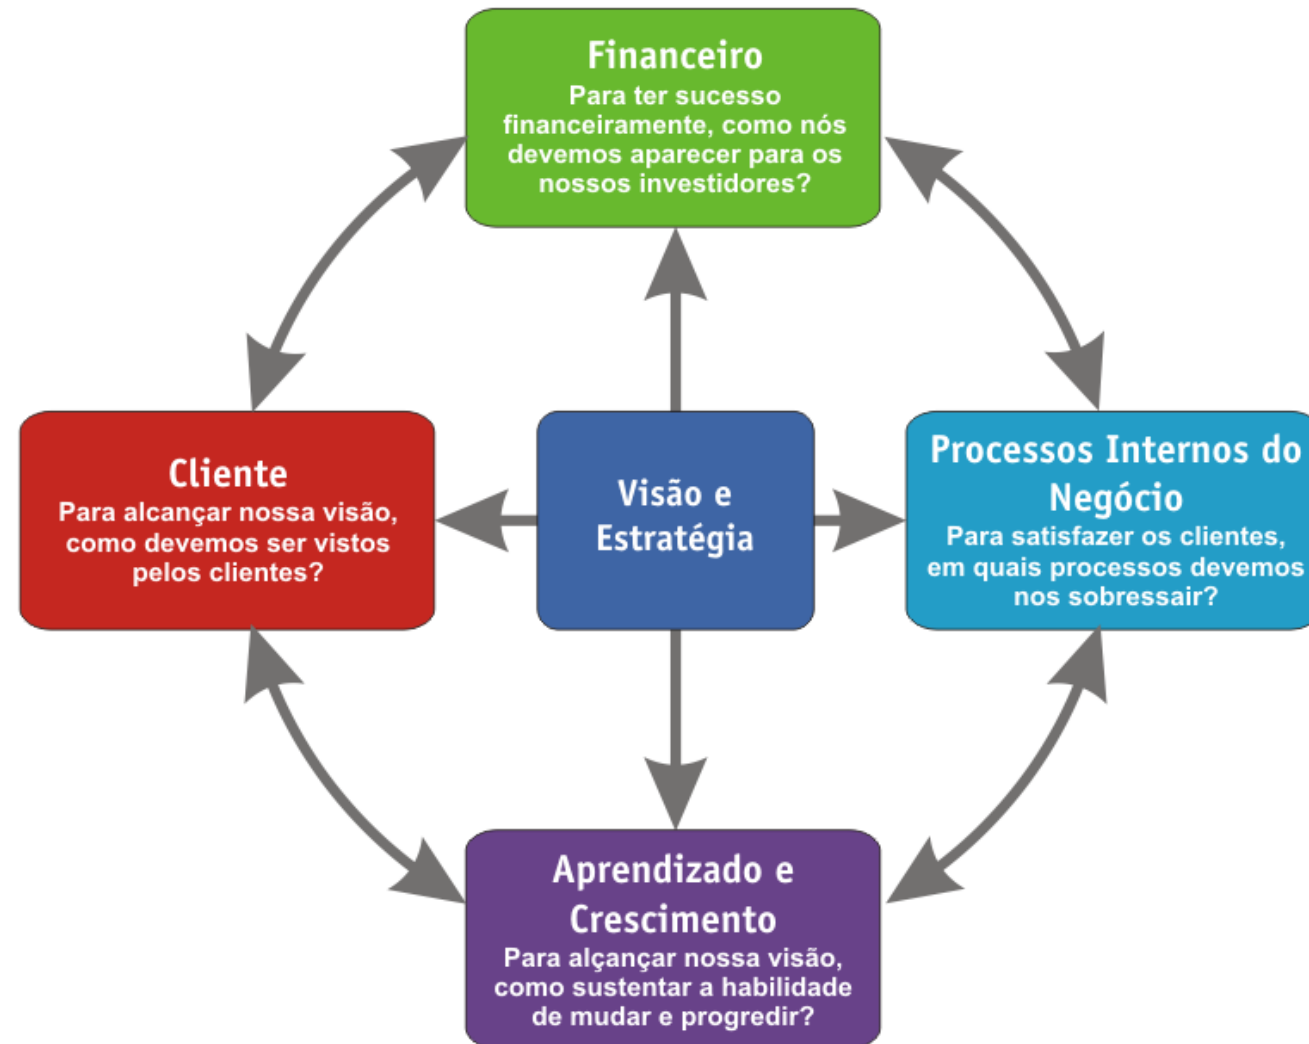 Financeiro
Para ter sucesso
financeiramente, como nós
devemos aparecer para os
nossos investidores?
Cliente
Para alcançar nossa visão,
como devemos ser vistos
pelos clientes?
Visão e
Estratégia
Processos Internos do
Negócio
Para satisfazer os clientes,
em quais processos devemos
nos sobressair?
Aprendizado e
Crescimento
Para alçançar nossa visão,
como sustentar a habilidade
de mudar e progredir?